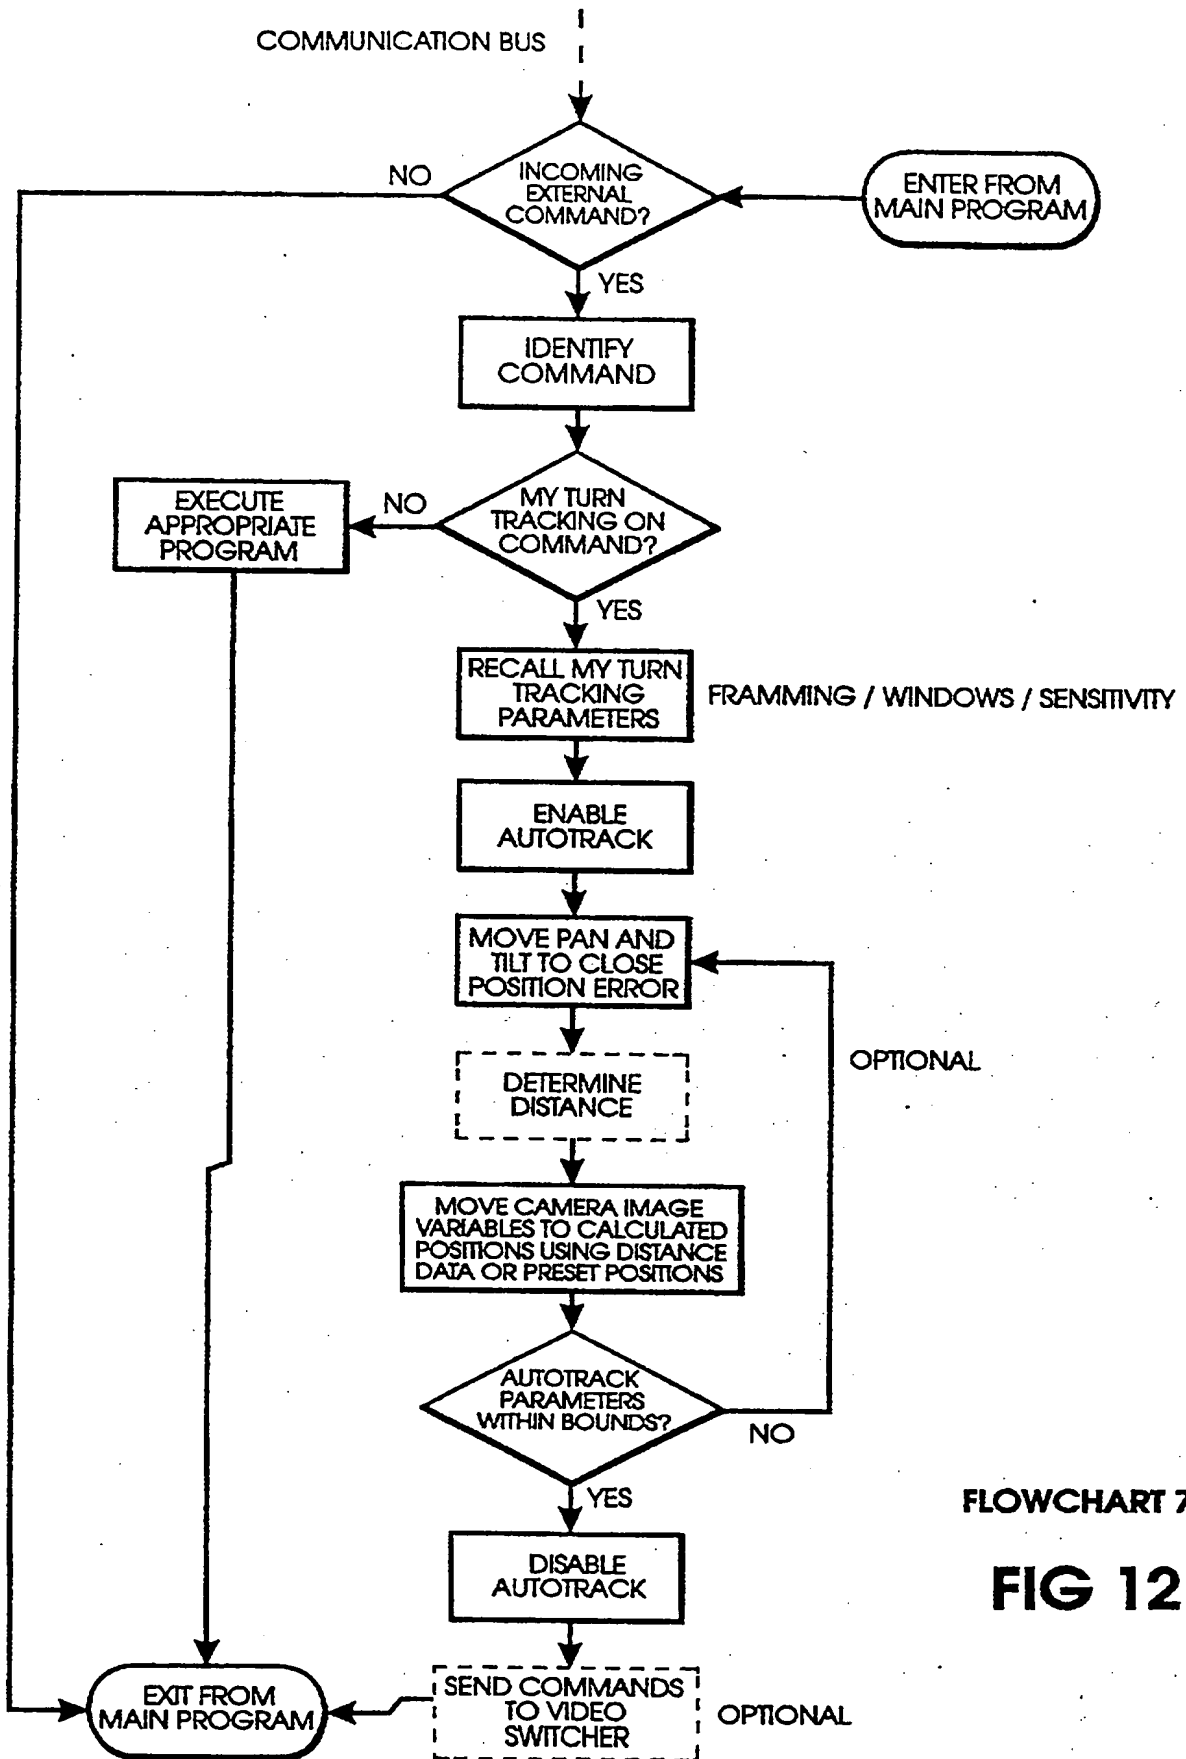 COMMUNICATION BUS
INCOMING
EXTERNAL
COMMAND?
NO
ENTER FROM
MAIN PROGRAM
YES
IDENTIFY
COMMAND
MY TURN
TRACKING ON
COMMAND?
NO
EXECUTE
APPROPRIATE
PROGRAM
YES
RECALL MY TURN
TRACKING
PARAMETERS
FRAMMING / WINDOWS / SENSITIVITY
ENABLE
AUTOTRACK
MOVE PAN AND
TILT TO CLOSE
POSITION ERROR
OPTIONAL
DETERMINE
DISTANCE
MOVE CAMERA IMAGE
VARIABLES TO CALCULATED
POSITIONS USING DISTANCE
DATA OR PRESET POSITIONS
AUTOTRACK
PARAMETERS
WITHIN BOUNDS?
NO
YES
DISABLE
AUTOTRACK
SEND COMMANDS
TO VIDEO
SWITCHER
OPTIONAL
EXIT FROM
MAIN PROGRAM
FLOWCHART 7
FIG 12